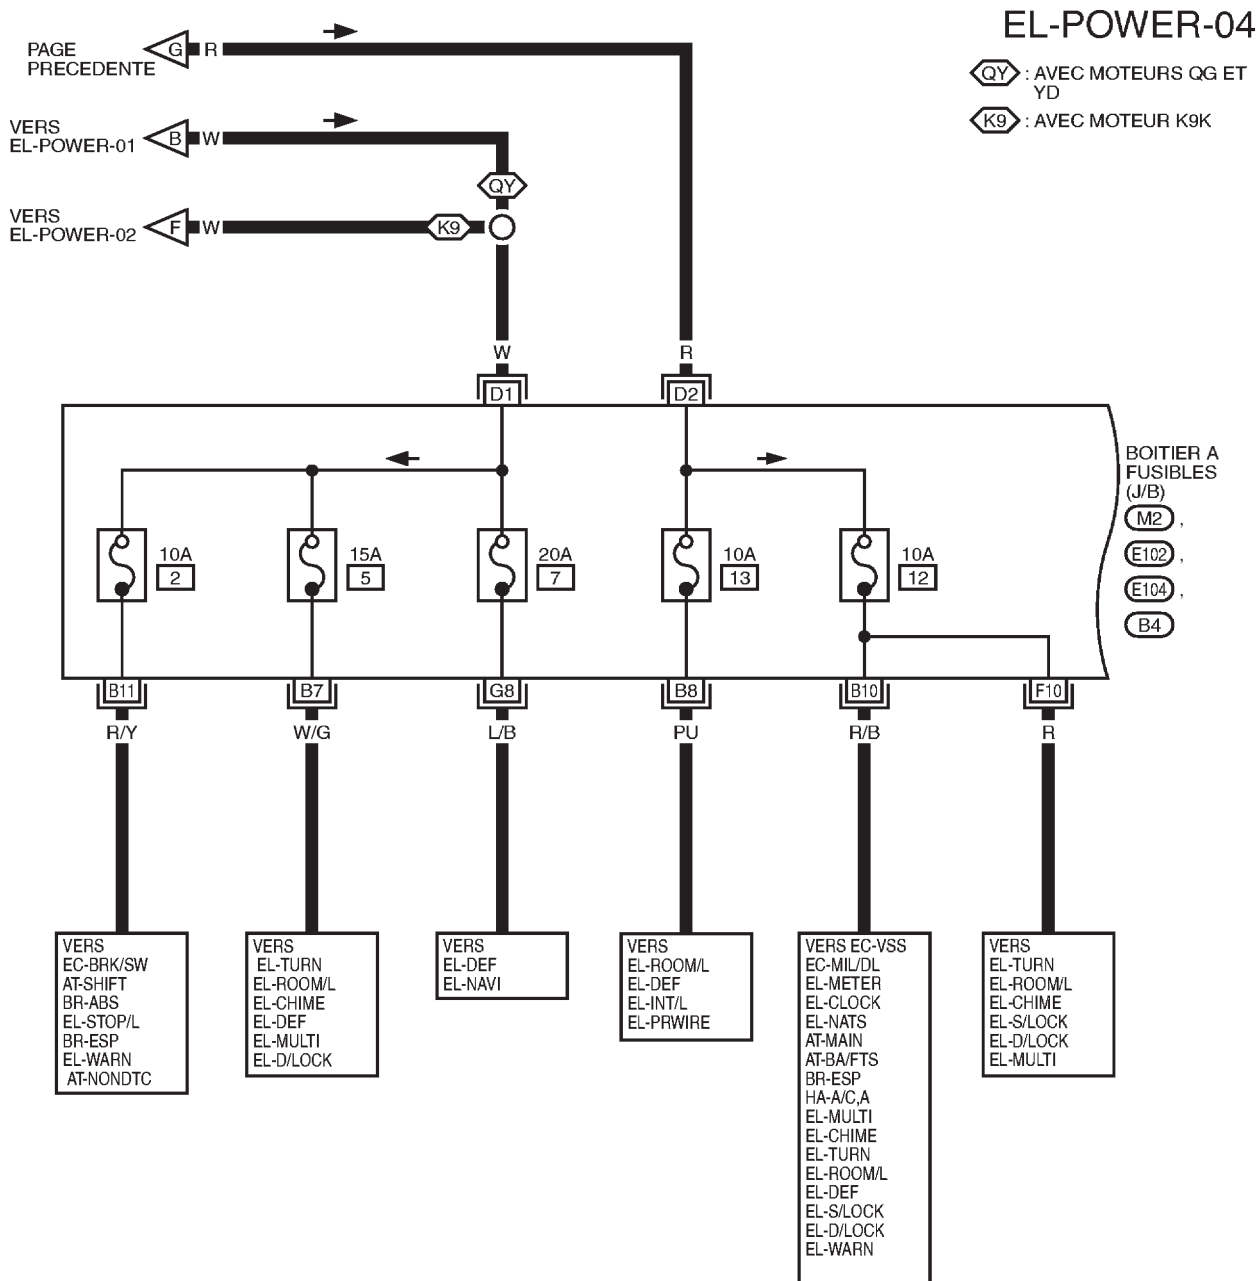 EL-POWER-04
QY : AVEC MOTEURS QG ET
YD
K9 : AVEC MOTEUR K9K
PAGE
PRECEDENTE
G R
VERS
EL-POWER-01
B W
QY
VERS
EL-POWER-02
F W
K9
W
R
D1
D2
BOITIER A
FUSIBLES
(J/B)
M2 ,
E102 ,
E104 ,
B4
10A
2
15A
5
20A
7
10A
13
10A
12
B11
B7
G8
B8
B10
F10
R/Y
W/G
L/B
PU
R/B
R
VERS
EC-BRK/SW
AT-SHIFT
BR-ABS
EL-STOP/L
BR-ESP
EL-WARN
AT-NONDTC
VERS
EL-TURN
EL-ROOM/L
EL-CHIME
EL-DEF
EL-MULTI
EL-D/LOCK
VERS
EL-DEF
EL-NAVI
VERS
EL-ROOM/L
EL-DEF
EL-INT/L
EL-PRWIRE
VERS EC-VSS
EC-MIL/DL
EL-METER
EL-CLOCK
EL-NATS
AT-MAIN
AT-BA/FTS
BR-ESP
HA-A/C,A
EL-MULTI
EL-CHIME
EL-TURN
EL-ROOM/L
EL-DEF
EL-S/LOCK
EL-D/LOCK
EL-WARN
VERS
EL-TURN
EL-ROOM/L
EL-CHIME
EL-S/LOCK
EL-D/LOCK
EL-MULTI